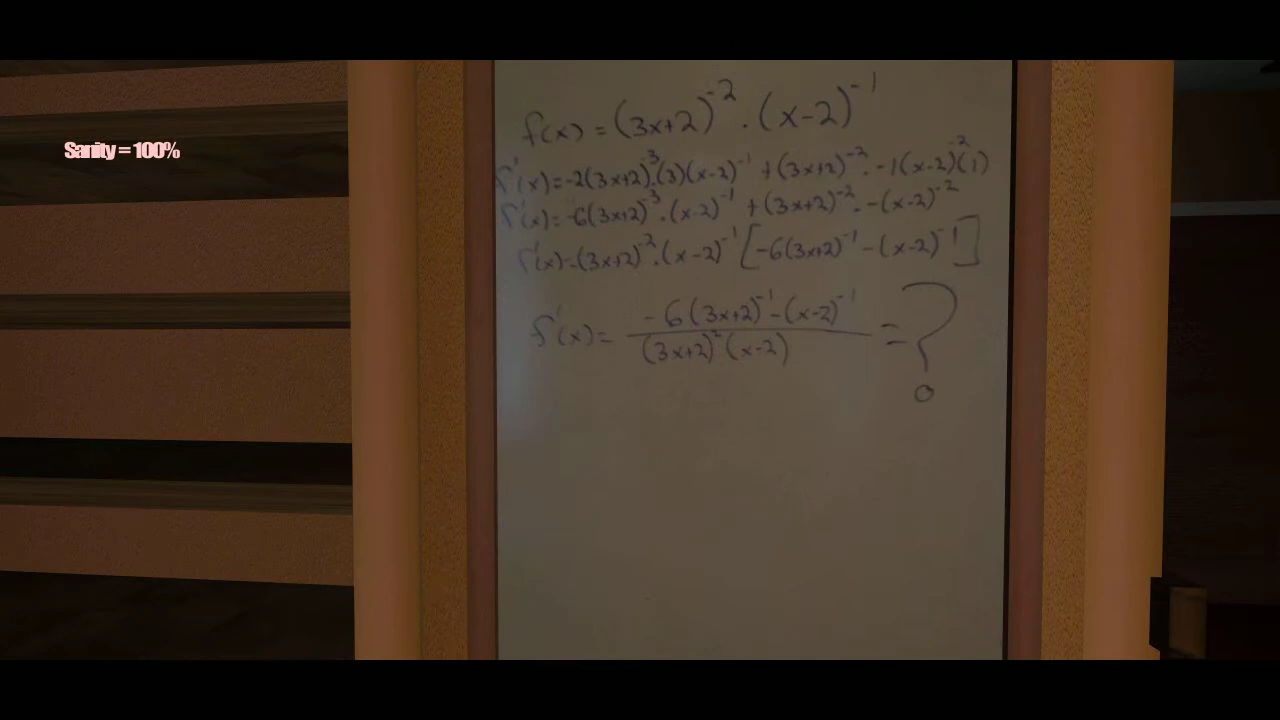 Sanity = 100%
f(x) = (3x+2)⁻² · (x-2)⁻¹
f'(x) = -2(3x+2)⁻³·(3)(x-2)⁻¹ + (3x+2)⁻² · -1(x-2)⁻²(1)
f'(x) = -6(3x+2)⁻³ · (x-2)⁻¹ + (3x+2)⁻² · -(x-2)⁻²
f'(x) = (3x+2)⁻² · (x-2)⁻¹ [-6(3x+2)⁻¹ - (x-2)⁻¹]
f'(x) = -6(3x+2)⁻¹ - (x-2)⁻¹ / (3x+2)²(x-2) = ?